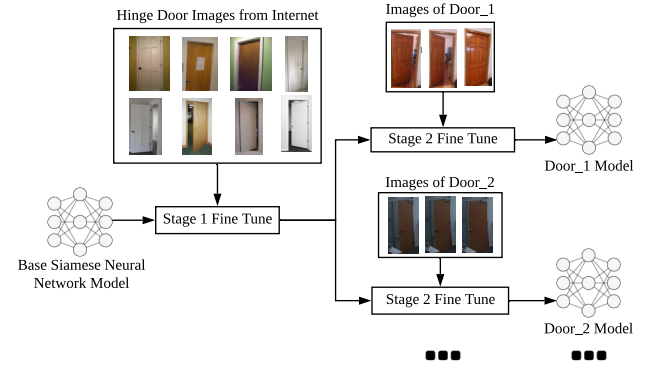 Hinge Door Images from Internet
Images of Door_1
Stage 2 Fine Tune
Door_1 Model
Images of Door_2
Stage 1 Fine Tune
Base Siamese Neural
Network Model
Stage 2 Fine Tune
Door_2 Model